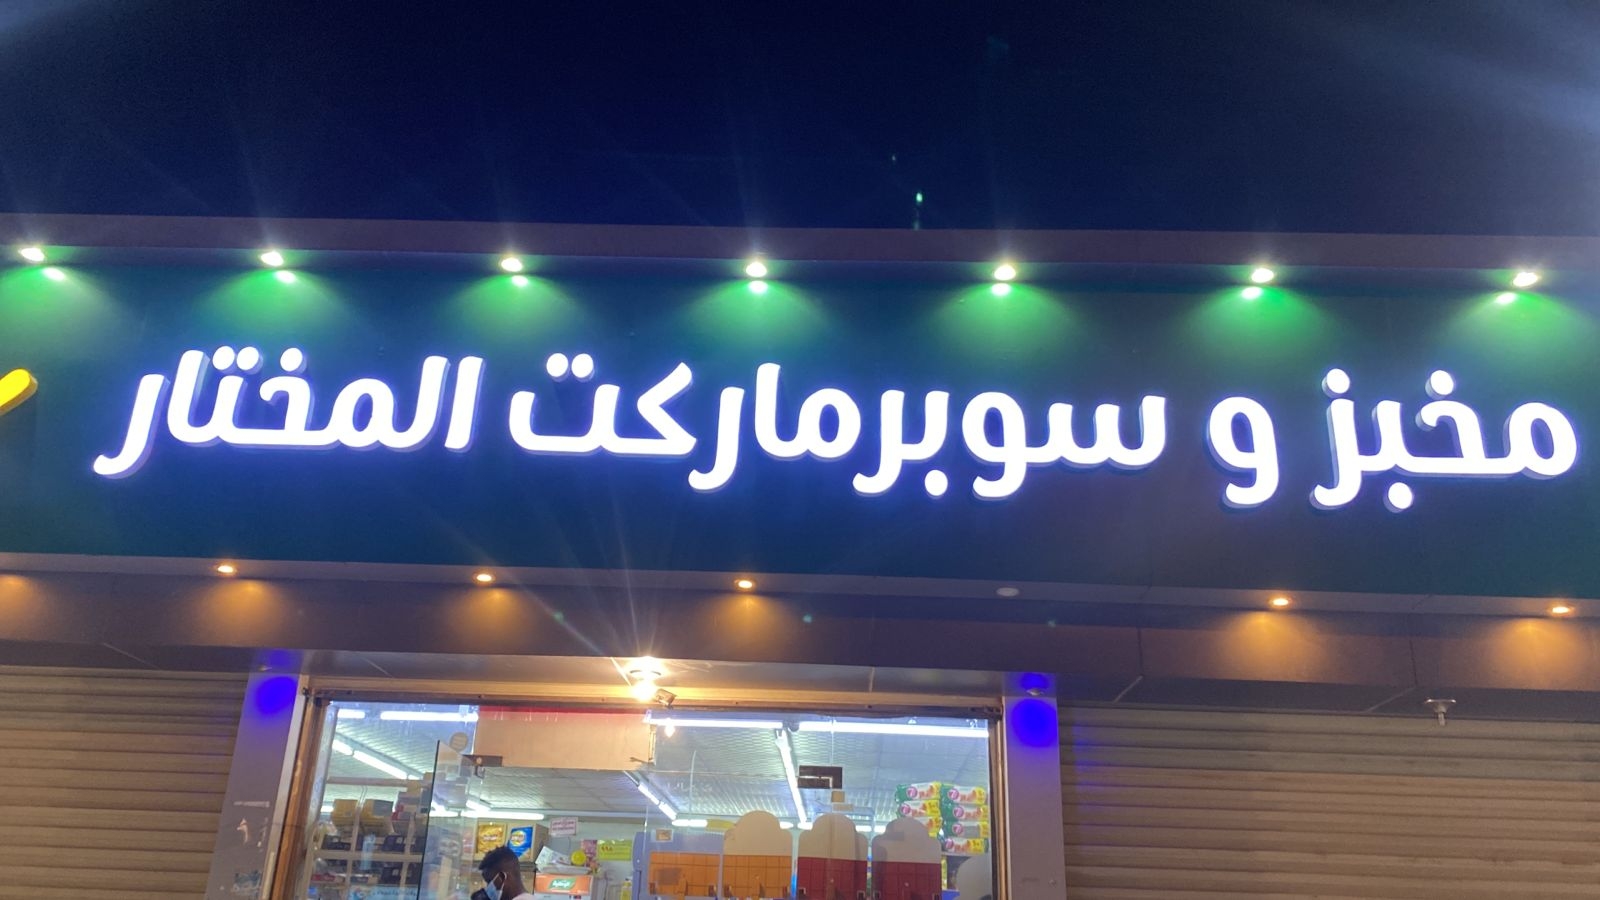 مخبز و سوبرماركت المختار